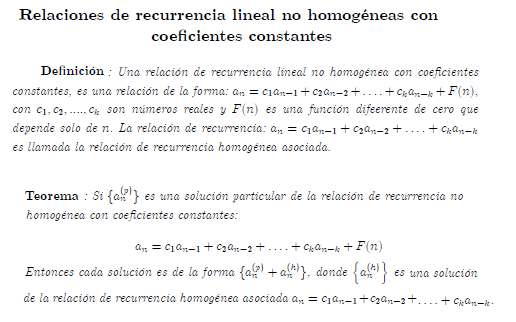 Relaciones de recurrencia lineal no homogéneas con
coeficientes constantes
Definición : Una relación de recurrencia lineal no homogénea con coeficientes
constantes, es una relación de la forma: aₙ = c₁aₙ₋₁ + c₂aₙ₋₂ + .... + cₖaₙ₋ₖ + F(n),
con c₁, c₂, ....., cₖ son números reales y F(n) es una función difeerente de cero que
depende solo de n. La relación de recurrencia: aₙ = c₁aₙ₋₁ + c₂aₙ₋₂ + .... + cₖaₙ₋ₖ
es llamada la relación de recurrencia homogénea asociada.
Teorema : Si {aₙ⁽ᵖ⁾} es una solución particular de la relación de recurrencia no
homogénea con coeficientes constantes:
aₙ = c₁aₙ₋₁ + c₂aₙ₋₂ + .... + cₖaₙ₋ₖ + F(n)
Entonces cada solución es de la forma {aₙ⁽ᵖ⁾ + aₙ⁽ʰ⁾}, donde {aₙ⁽ʰ⁾} es una solución
de la relación de recurrencia homogénea asociada aₙ = c₁aₙ₋₁+c₂aₙ₋₂+....+ cₖaₙ₋ₖ.